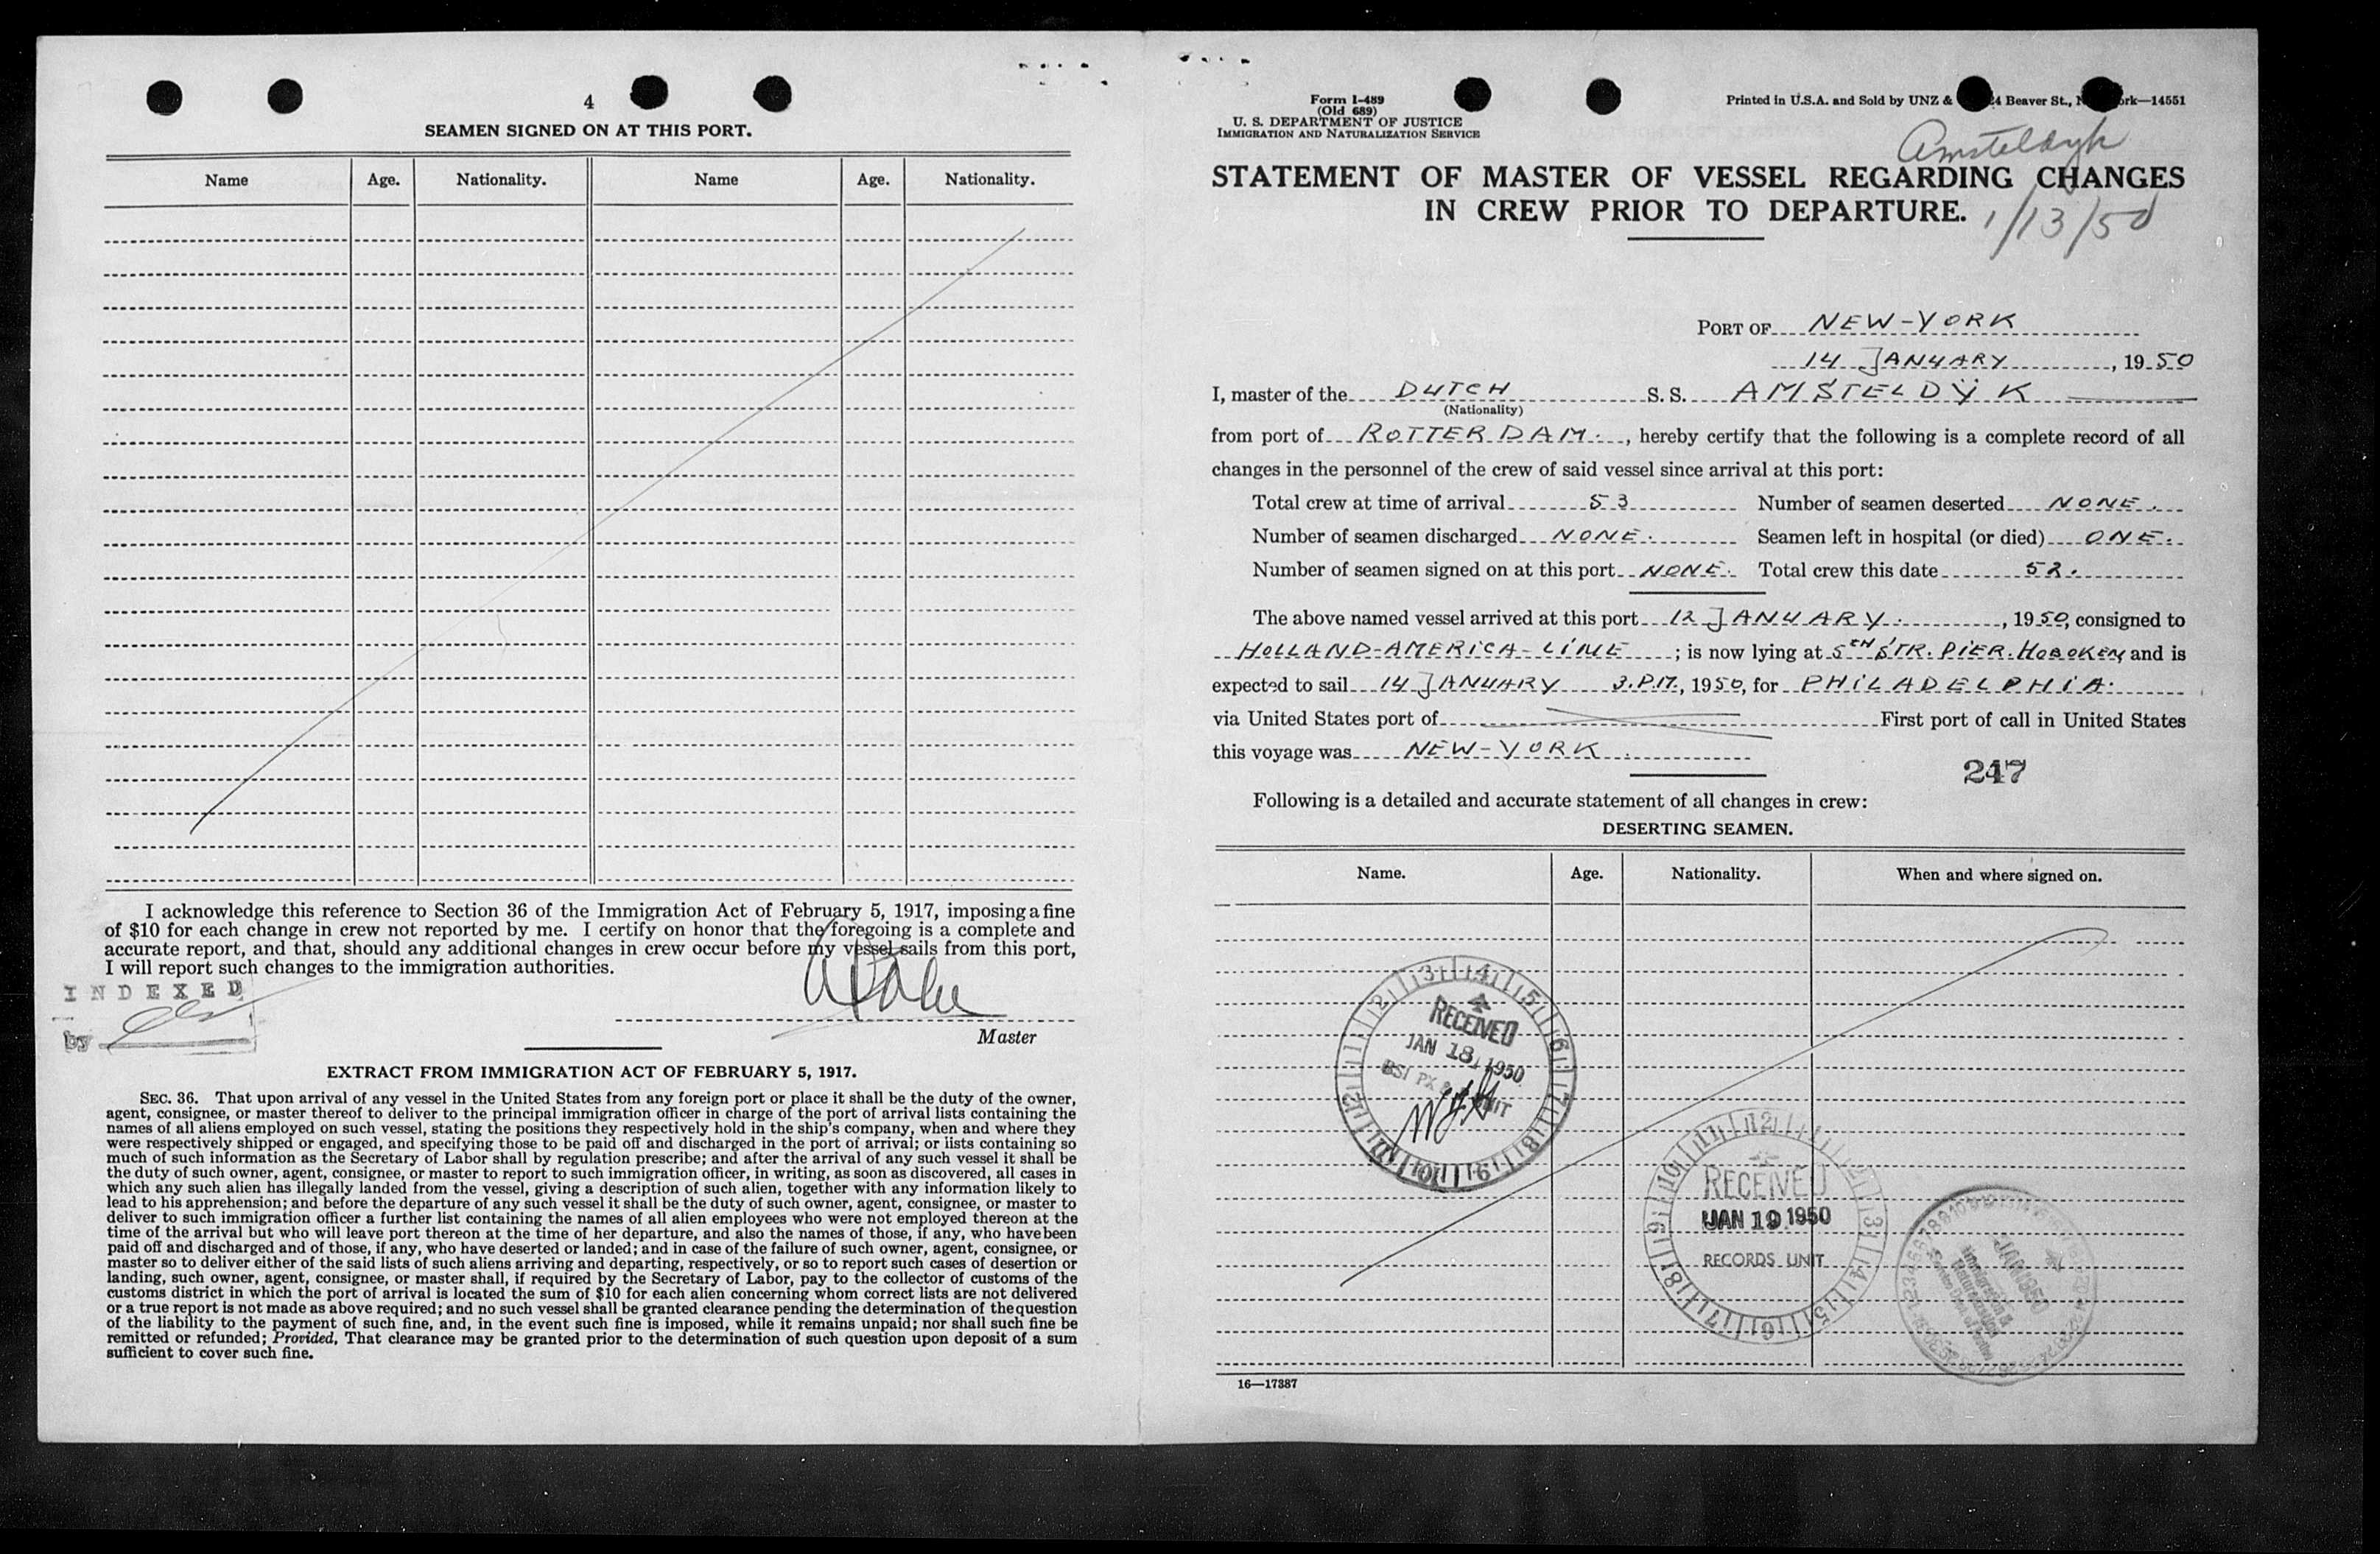 4
SEAMEN SIGNED ON AT THIS PORT.
Name Age. Nationality. Name Age. Nationality.
I acknowledge this reference to Section 36 of the Immigration Act of February 5, 1917, imposing a fine
of $10 for each change in crew not reported by me. I certify on honor that the foregoing is a complete and
accurate report, and that, should any additional changes in crew occur before my vessel sails from this port,
I will report such changes to the immigration authorities.
INDEXED
by
Master
EXTRACT FROM IMMIGRATION ACT OF FEBRUARY 5, 1917.
SEC. 36. That upon arrival of any vessel in the United States from any foreign port or place it shall be the duty of the owner,
agent, consignee, or master thereof to deliver to the principal immigration officer in charge of the port of arrival lists containing the
names of all aliens employed on such vessel, stating the positions they respectively hold in the ship's company, when and where they
were respectively shipped or engaged, and specifying those to be paid off and discharged in the port of arrival; or lists containing so
much of such information as the Secretary of Labor shall by regulation prescribe; and after the arrival of any such vessel it shall be
the duty of such owner, agent, consignee, or master to report to such immigration officer, in writing, as soon as discovered, all cases in
which any such alien has illegally landed from the vessel, giving a description of such alien, together with any information likely to
lead to his apprehension; and before the departure of any such vessel it shall be the duty of such owner, agent, consignee, or master to
deliver to such immigration officer a further list containing the names of all alien employees who were not employed thereon at the
time of the arrival but who will leave port thereon at the time of her departure, and also the names of those, if any, who have been
paid off and discharged and of those, if any, who have deserted or landed; and in case of the failure of such owner, agent, consignee, or
master so to deliver either of the said lists of such aliens arriving and departing, respectively, or so to report such cases of desertion or
landing, such owner, agent, consignee, or master shall, if required by the Secretary of Labor, pay to the collector of customs of the
customs district in which the port of arrival is located the sum of $10 for each alien concerning whom correct lists are not delivered
or a true report is not made as above required; and no such vessel shall be granted clearance pending the determination of the question
of the liability to the payment of such fine, and, in the event such fine is imposed, while it remains unpaid; nor shall such fine be
remitted or refunded; Provided, That clearance may be granted prior to the determination of such question upon deposit of a sum
sufficient to cover such fine.
Form I-489
(Old 689)
U. S. DEPARTMENT OF JUSTICE
IMMIGRATION AND NATURALIZATION SERVICE
Printed in U.S.A. and Sold by UNZ & 4 Beaver St., N ork—14551
Amsteldyk
STATEMENT OF MASTER OF VESSEL REGARDING CHANGES
IN CREW PRIOR TO DEPARTURE.
1/13/50
PORT OF NEW-YORK
14 JANUARY, 1950
I, master of the DUTCH S. S. AMSTELDYK
(Nationality)
from port of ROTTERDAM., hereby certify that the following is a complete record of all
changes in the personnel of the crew of said vessel since arrival at this port:
Total crew at time of arrival 53 Number of seamen deserted NONE.
Number of seamen discharged NONE. Seamen left in hospital (or died) ONE.
Number of seamen signed on at this port NONE. Total crew this date 52.
The above named vessel arrived at this port 12 JANUARY., 1950, consigned to
HOLLAND-AMERICA-LINE; is now lying at 5TH STR. PIER. HOBOKEN, and is
expected to sail 14 JANUARY 3.P.M., 1950, for PHILADELPHIA.
via United States port of First port of call in United States
this voyage was NEW-YORK.
247
Following is a detailed and accurate statement of all changes in crew:
DESERTING SEAMEN.
Name. Age. Nationality. When and where signed on.
RECEIVED
JAN 18 1950
RECEIVED
JAN 19 1950
RECORDS UNIT
16—17387